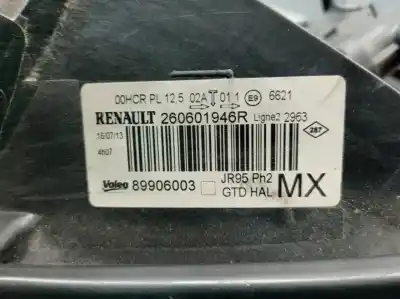 00HCR PL 12,5 02A 01 1 E9 6621
RENAULT 260601946R Ligne2 2963
16/07/13
4h07
287
Valeo 89906003 JR95 Ph2
GTD HAL MX